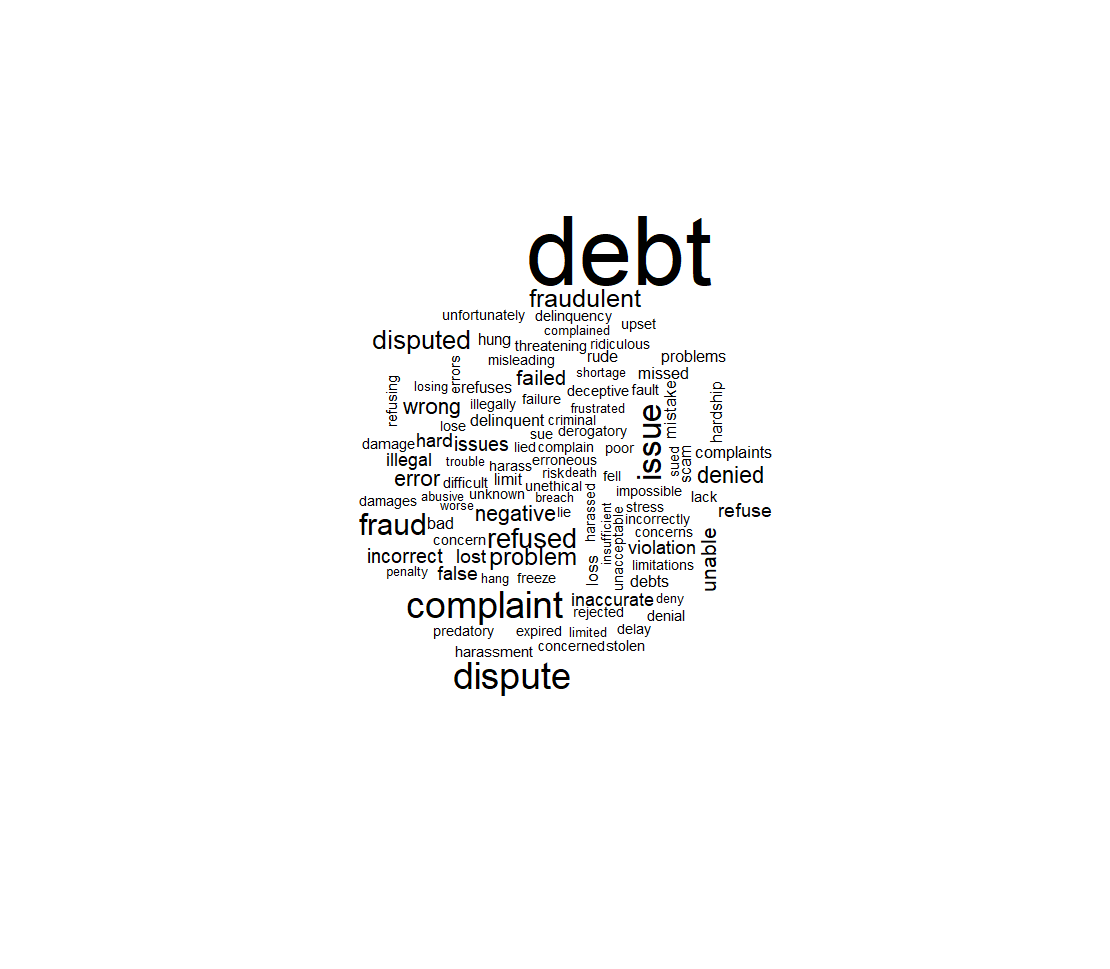 debt
fraudulent
unfortunately delinquency
complained upset
disputed hung threatening ridiculous
misleading rude problems
errors failed shortage missed
refusing losing refuses deceptive fault mistake hardship
wrong illegally failure frustrated issue
lose delinquent criminal
sue derogatory
damage hard issues lied complain poor sued scam complaints
illegal trouble harass erroneous
error difficult limit risk death fell denied
unethical impossible
damages abusive unknown breach harassed lack
worse insufficient unacceptable stress refuse
fraud bad negative lie incorrectly
concern refused concerns unable
incorrect lost problem loss violation
limitations
penalty false hang freeze debts
complaint inaccurate deny
rejected denial
predatory expired limited delay
harassment concerned stolen
dispute